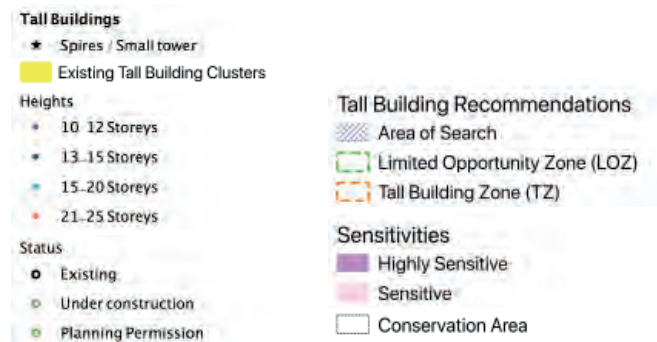 Tall Buildings
Spires / Small tower
Existing Tall Building Clusters
Heights
10 12 Storeys
13-15 Storeys
15-20 Storeys
21-25 Storeys
Status
Existing
Under construction
Planning Permission
Tall Building Recommendations
Area of Search
Limited Opportunity Zone (LOZ)
Tall Building Zone (TZ)
Sensitivities
Highly Sensitive
Sensitive
Conservation Area